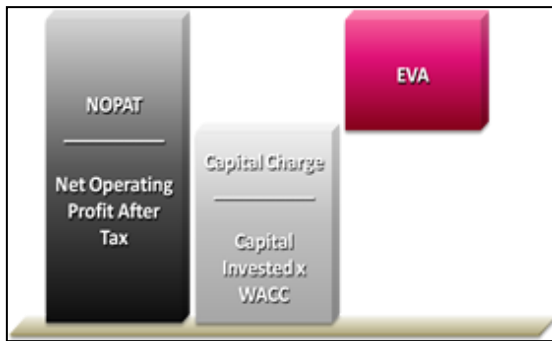 NOPAT
Net Operating
Profit After
Tax
Capital Charge
Capital
Invested x
WACC
EVA